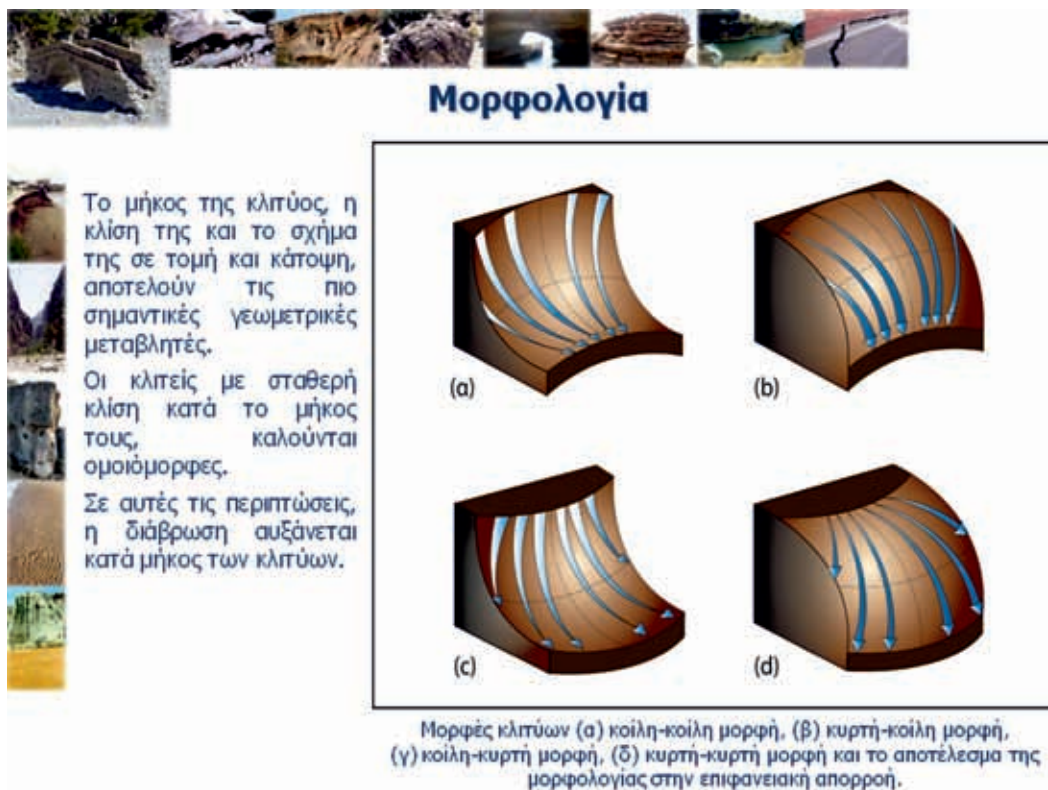 Μορφολογία
Το μήκος της κλιτύος, η
κλίση της και το σχήμα
της σε τομή και κάτοψη,
αποτελούν τις πιο
σημαντικές γεωμετρικές
μεταβλητές.
Οι κλιτείς με σταθερή
κλίση κατά το μήκος
τους, καλούνται
ομοιόμορφες.
Σε αυτές τις περιπτώσεις,
η διάβρωση αυξάνεται
κατά μήκος των κλιτύων.
(a)
(b)
(c)
(d)
Μορφές κλιτύων (α) κοίλη-κοίλη μορφή, (β) κυρτή-κοίλη μορφή,
(γ) κοίλη-κυρτή μορφή, (δ) κυρτή-κυρτή μορφή και το αποτέλεσμα της
μορφολογίας στην επιφανειακή απορροή.